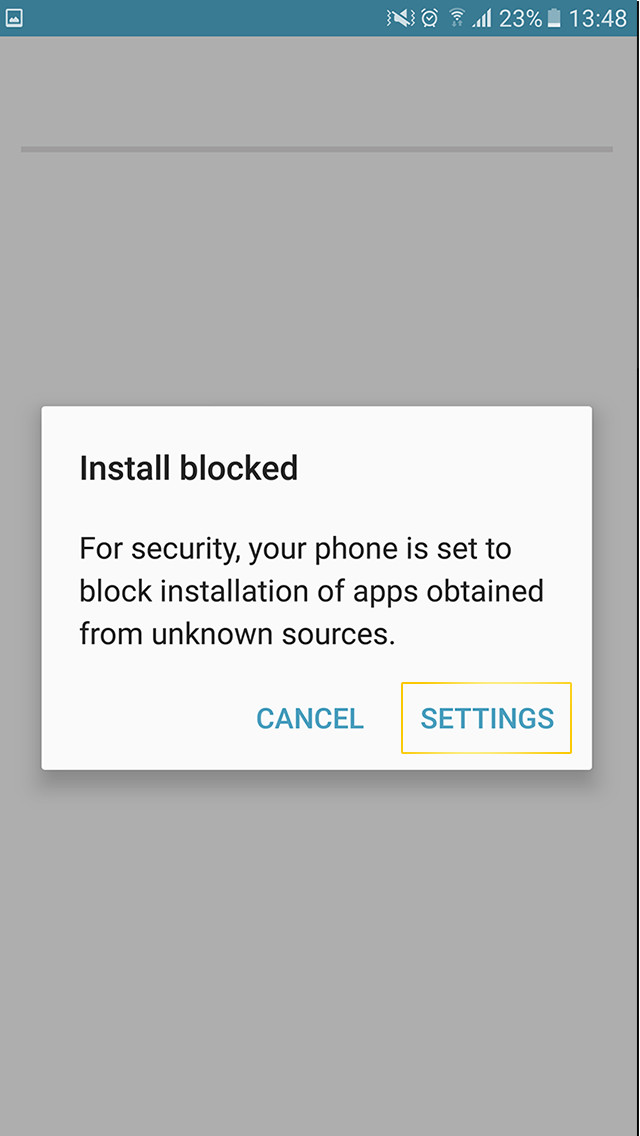 23% 13:48
Install blocked
For security, your phone is set to
block installation of apps obtained
from unknown sources.
CANCEL SETTINGS